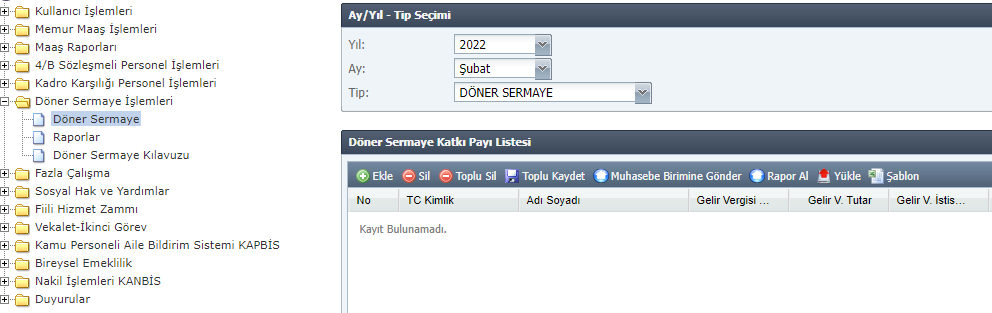 Kullanıcı İşlemleri
Memur Maaş İşlemleri
Maaş Raporları
4/B Sözleşmeli Personel İşlemleri
Kadro Karşılığı Personel İşlemleri
Döner Sermaye İşlemleri
Döner Sermaye
Raporlar
Döner Sermaye Kılavuzu
Fazla Çalışma
Sosyal Hak ve Yardımlar
Fiili Hizmet Zammı
Vekalet-İkinci Görev
Kamu Personeli Aile Bildirim Sistemi KAPBİS
Bireysel Emeklilik
Nakil İşlemleri KANBİS
Duyurular
Ay/Yıl - Tip Seçimi
Yıl: 2022
Ay: Şubat
Tip: DÖNER SERMAYE
Döner Sermaye Katkı Payı Listesi
Ekle Sil Toplu Sil Toplu Kaydet Muhasebe Birimine Gönder Rapor Al Yükle Şablon
No TC Kimlik Adı Soyadı Gelir Vergisi ... Gelir V. Tutar Gelir V. İstis...
Kayıt Bulunamadı.